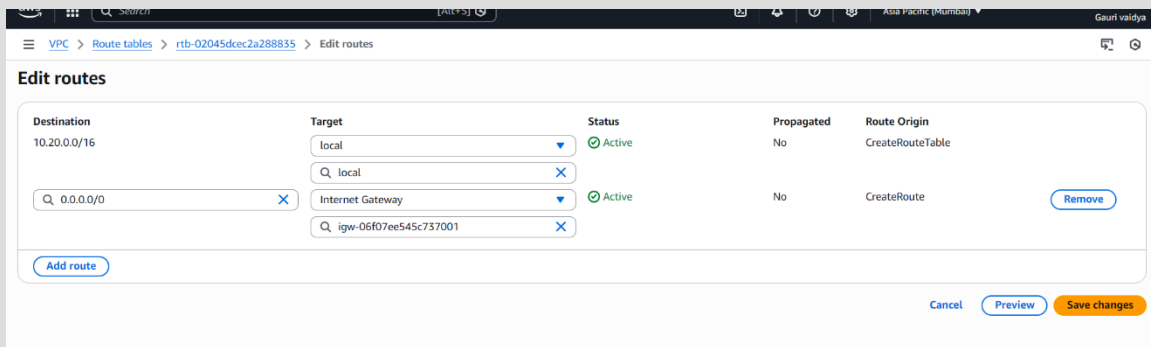 aws Search [Alt+S] Asia Pacific (Mumbai)
Gauri vaidya
VPC > Route tables > rtb-02045dcec2a288835 > Edit routes
Edit routes
Destination Target Status Propagated Route Origin
10.20.0.0/16 local Active No CreateRouteTable
local
0.0.0.0/0 Internet Gateway Active No CreateRoute Remove
igw-06f07ee545c737001
Add route
Cancel Preview Save changes